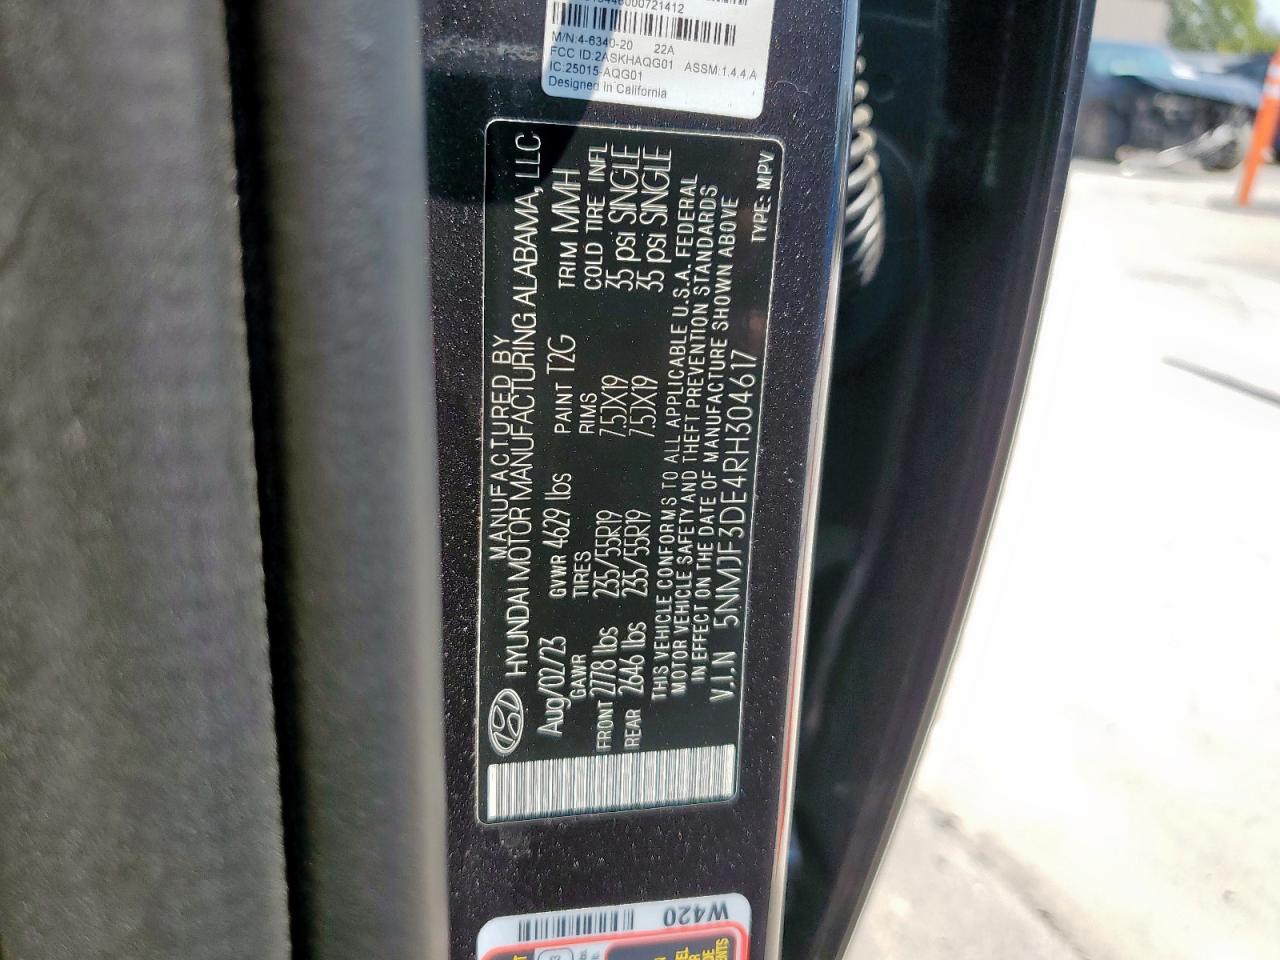 000721412
M/N:4-6340-20 22A
FCC ID:2ASKHAQG01 ASSM:1.4.4.A
IC:25015-AQG01
Designed in California
MANUFACTURED BY
HYUNDAI MOTOR MANUFACTURING ALABAMA, LLC
Aug/02/23 GVWR 4629 lbs PAINT T2G TRIM MMH
GAWR TIRES RIMS COLD TIRE INFL
FRONT 2778 lbs 235/55R19 7.5JX19 35 psi SINGLE
REAR 2646 lbs 235/55R19 7.5JX19 35 psi SINGLE
THIS VEHICLE CONFORMS TO ALL APPLICABLE U.S.A. FEDERAL
MOTOR VEHICLE SAFETY AND THEFT PREVENTION STANDARDS
IN EFFECT ON THE DATE OF MANUFACTURE SHOWN ABOVE
V.I.N 5NMJF3DE4RH304617 TYPE: MPV
W420